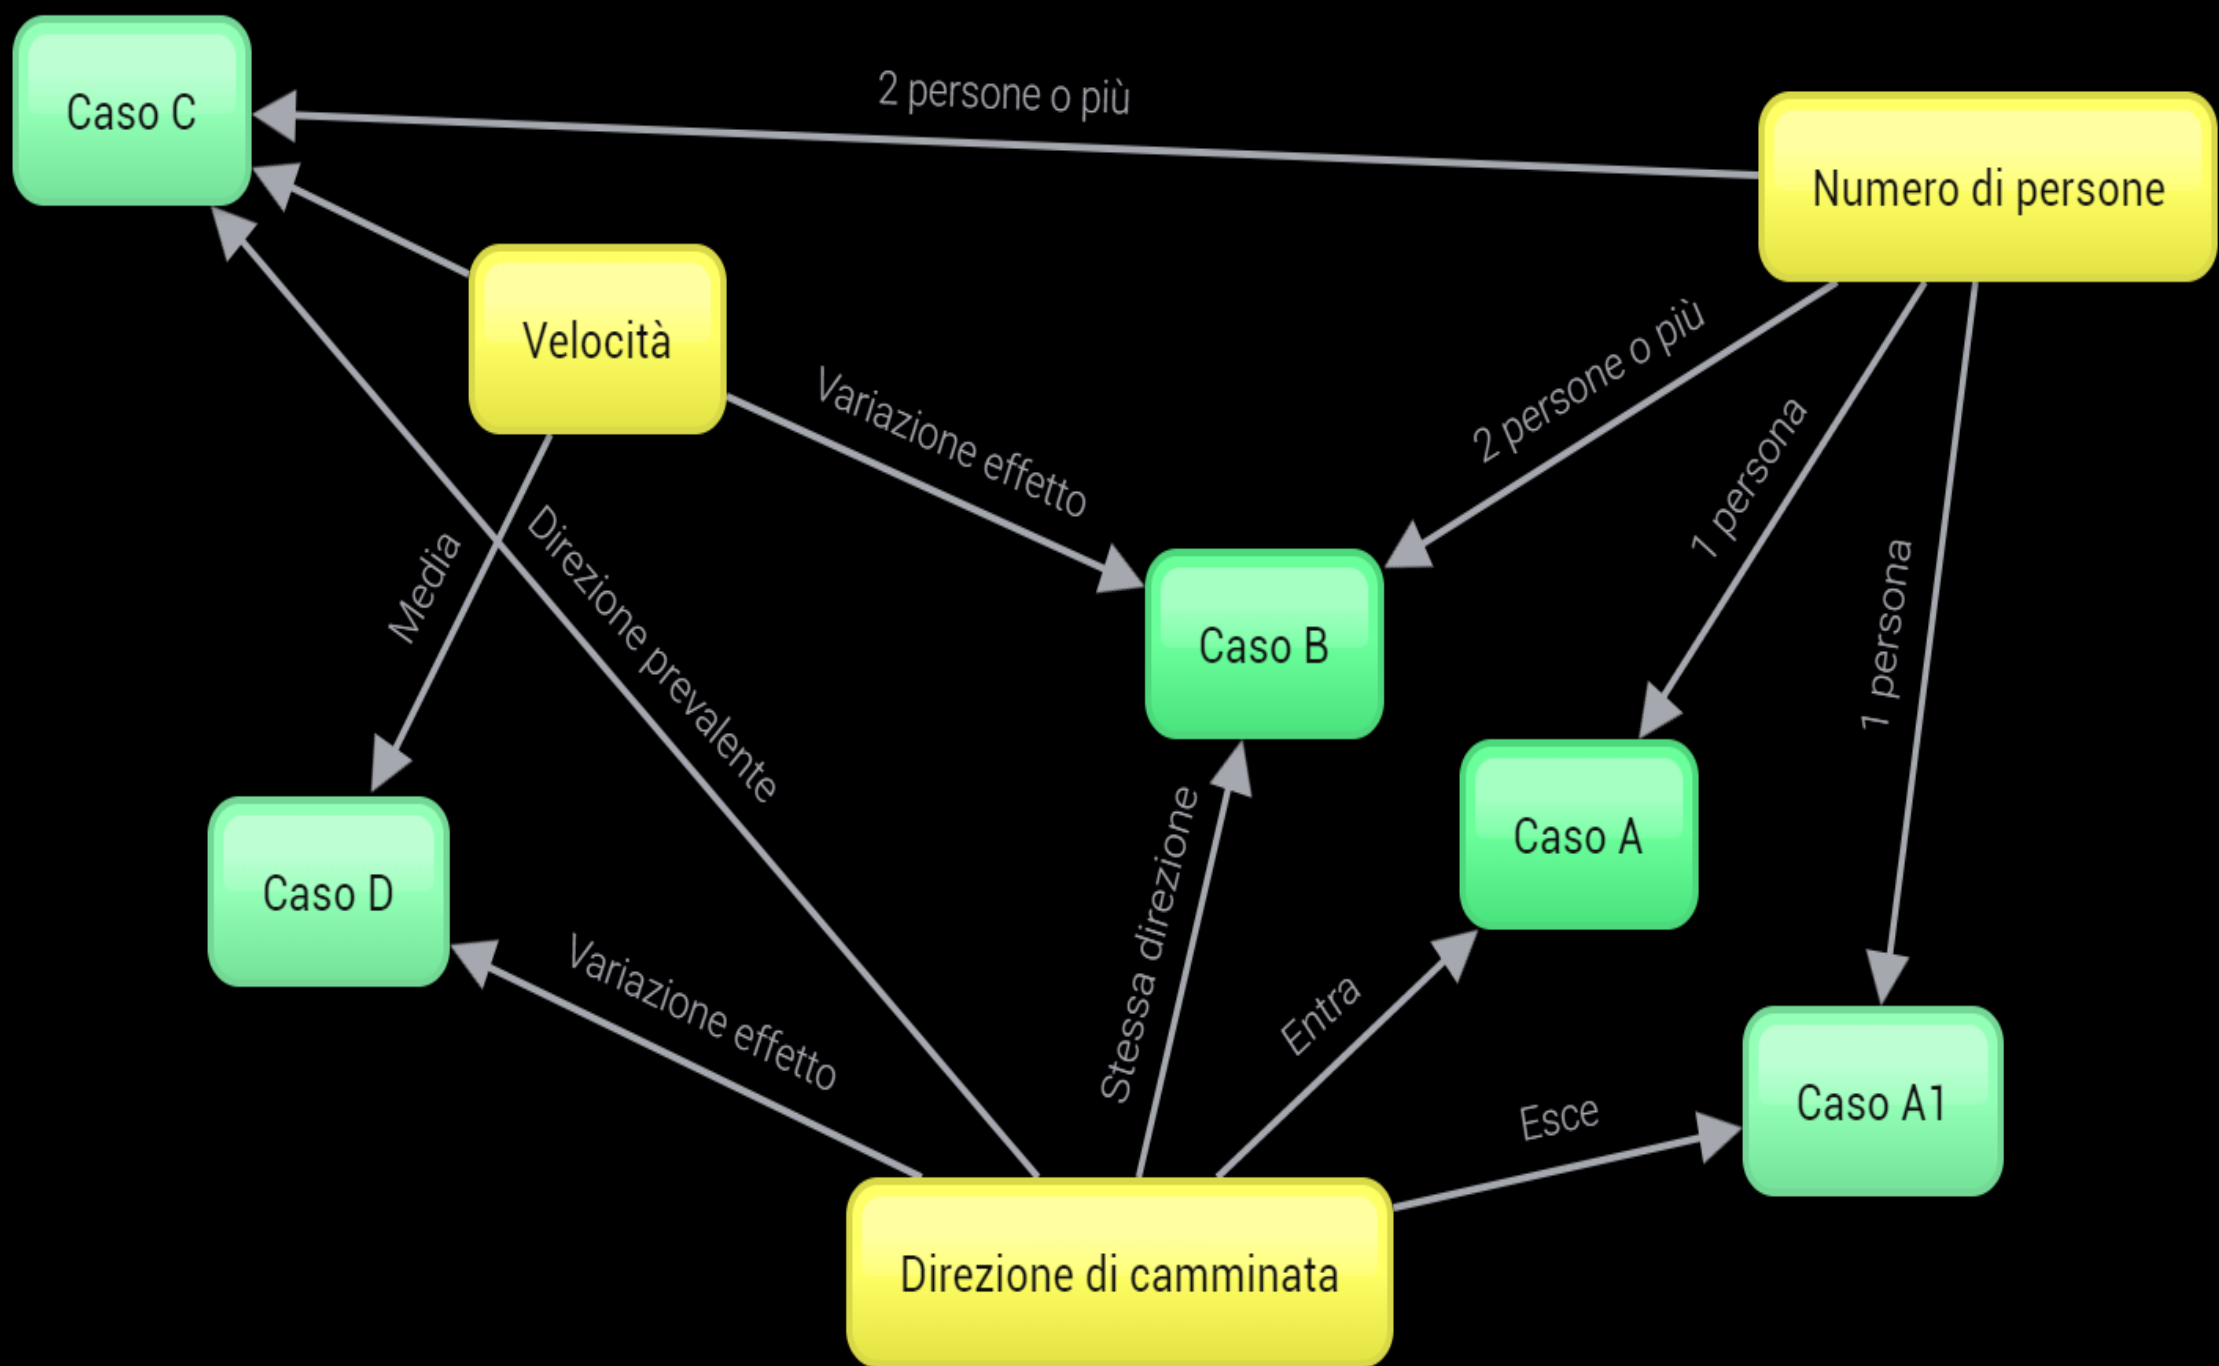 Caso C
2 persone o più
Numero di persone
Velocità
Variazione effetto
2 persone o più
1 persona
1 persona
Media
Direzione prevalente
Caso B
Caso A
Caso D
Variazione effetto
Stessa direzione
Entra
Esce
Caso A1
Direzione di camminata